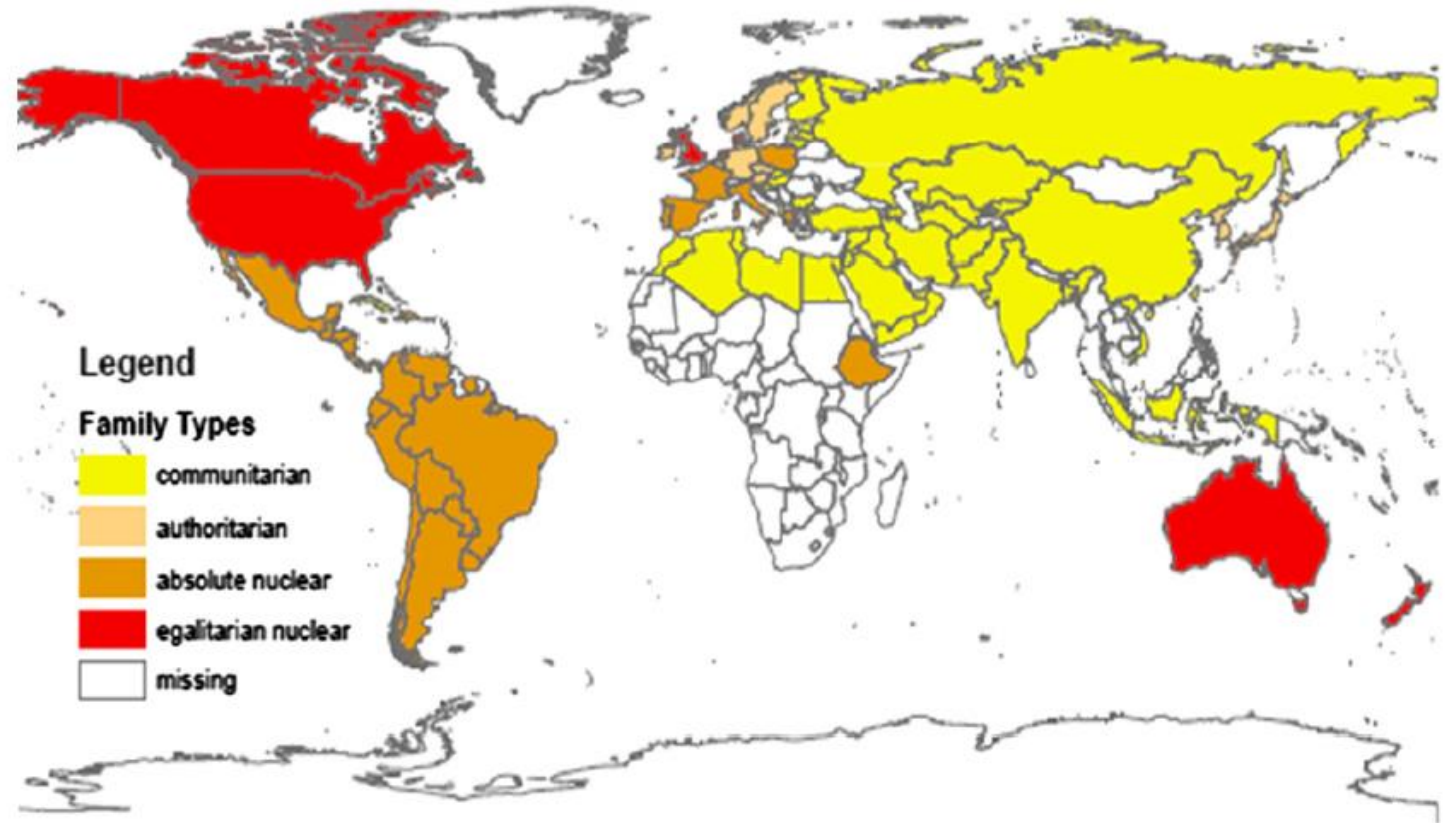 Legend
Family Types
communitarian
authoritarian
absolute nuclear
egalitarian nuclear
missing